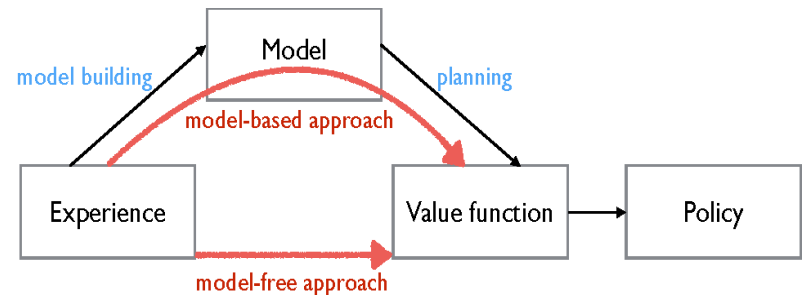 Model
model building
planning
model-based approach
Experience
Value function
Policy
model-free approach